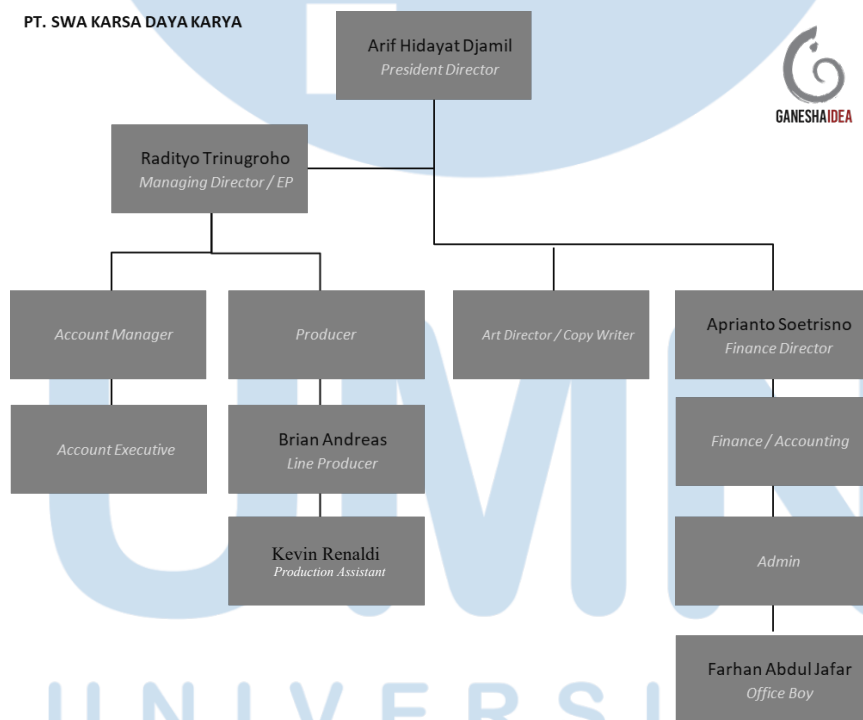 PT. SWA KARSA DAYA KARYA
Arif Hidayat Djamil
President Director
GANESHAIDEA
Radityo Trinugroho
Managing Director / EP
Account Manager
Producer
Art Director / Copy Writer
Aprianto Soetrisno
Finance Director
Account Executive
Brian Andreas
Line Producer
Finance / Accounting
Kevin Renaldi
Production Assistant
Admin
Farhan Abdul Jafar
Office Boy
UMN
UNIVERSI